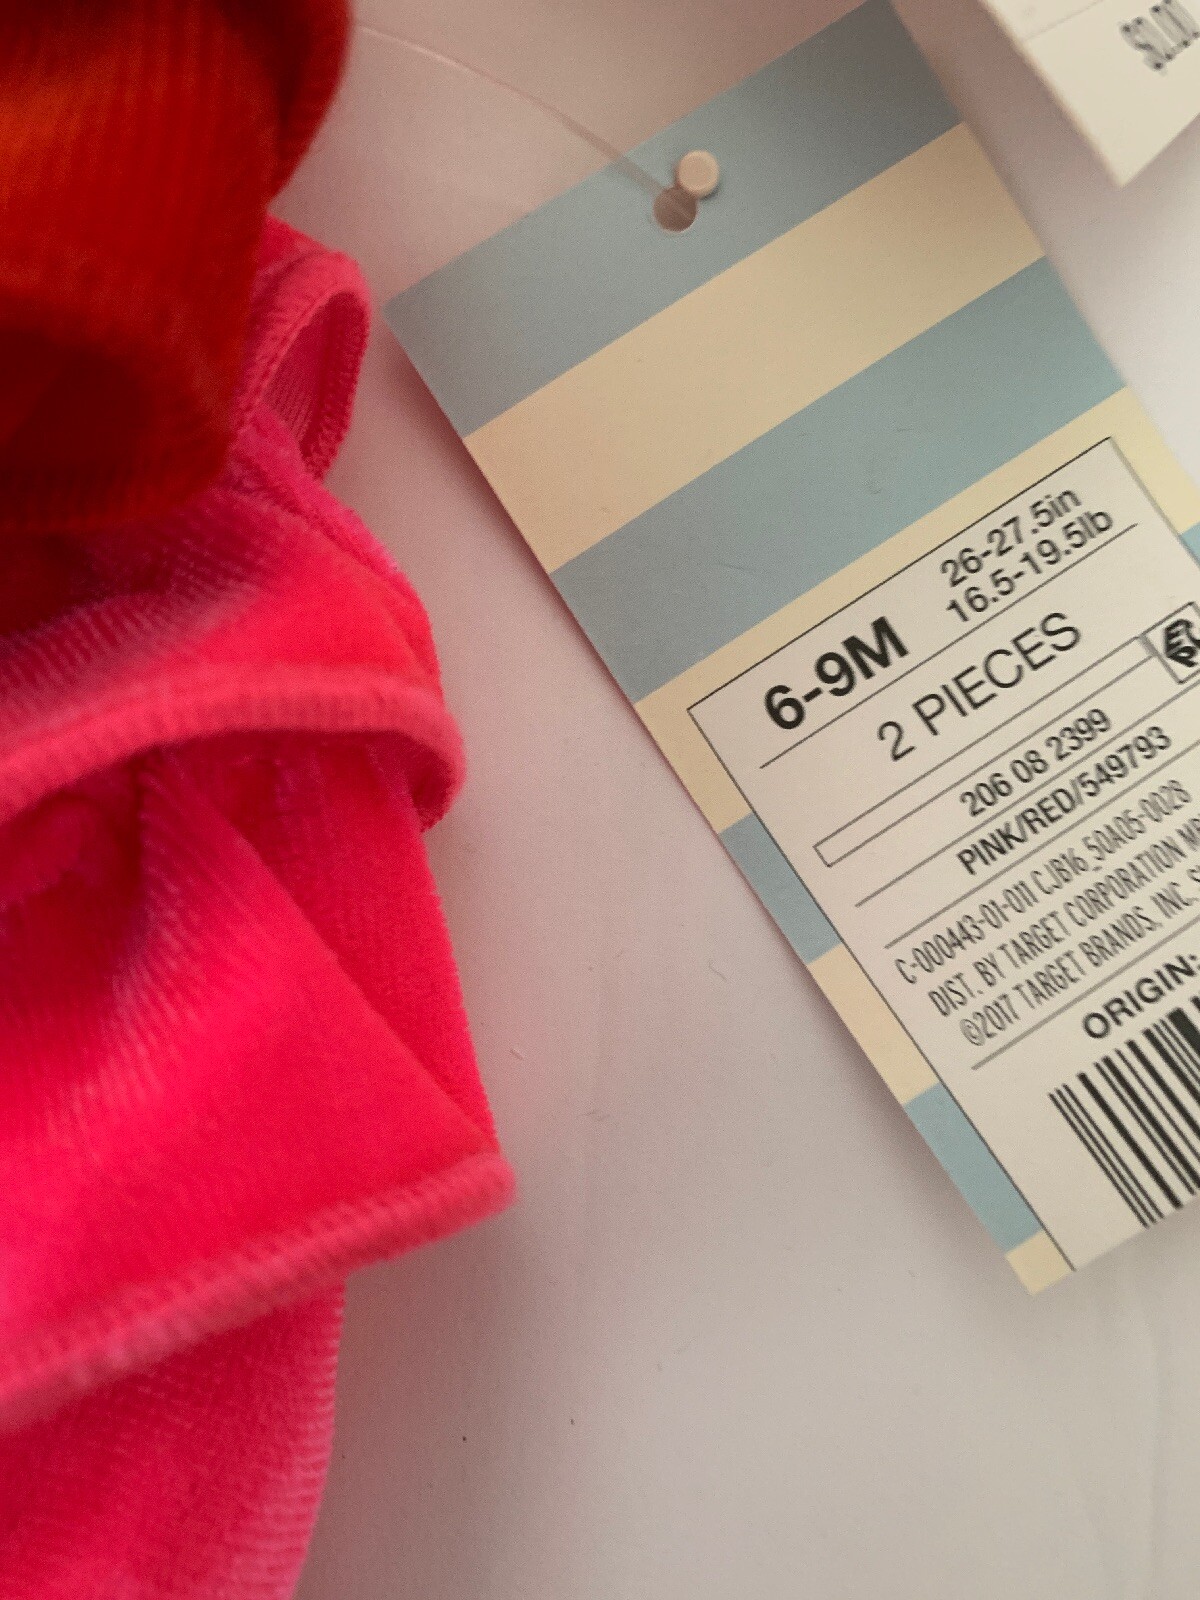 6-9M
26-27.5in
16.5-19.5lb
2 PIECES
206 08 2399
PINK/RED/549793
C-000443-01-011 CJB16_50A05-0028
DIST. BY TARGET CORPORATION
©2017 TARGET BRANDS, INC.
ORIGIN: